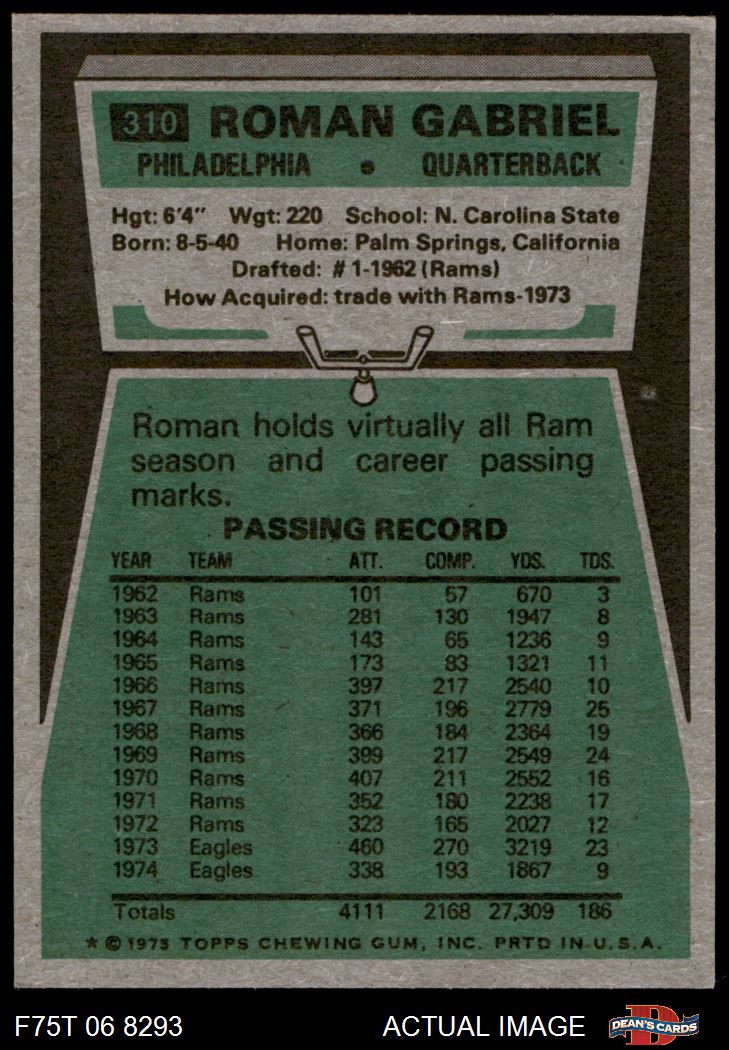 310 ROMAN GABRIEL
PHILADELPHIA • QUARTERBACK
Hgt: 6'4" Wgt: 220 School: N. Carolina State
Born: 8-5-40 Home: Palm Springs, California
Drafted: #1-1962 (Rams)
How Acquired: trade with Rams-1973
Roman holds virtually all Ram
season and career passing
marks.
PASSING RECORD
YEAR TEAM ATT. COMP. YDS. TDS.
1962 Rams 101 57 670 3
1963 Rams 281 130 1947 8
1964 Rams 143 65 1236 9
1965 Rams 173 83 1321 11
1966 Rams 397 217 2540 10
1967 Rams 371 196 2779 25
1968 Rams 366 184 2364 19
1969 Rams 399 217 2549 24
1970 Rams 407 211 2552 16
1971 Rams 352 180 2238 17
1972 Rams 323 165 2027 12
1973 Eagles 460 270 3219 23
1974 Eagles 338 193 1867 9
Totals 4111 2168 27,309 186
* © 1975 TOPPS CHEWING GUM, INC. PRTD IN U.S.A.
F75T 06 8293 ACTUAL IMAGE D DEAN'S CARDS